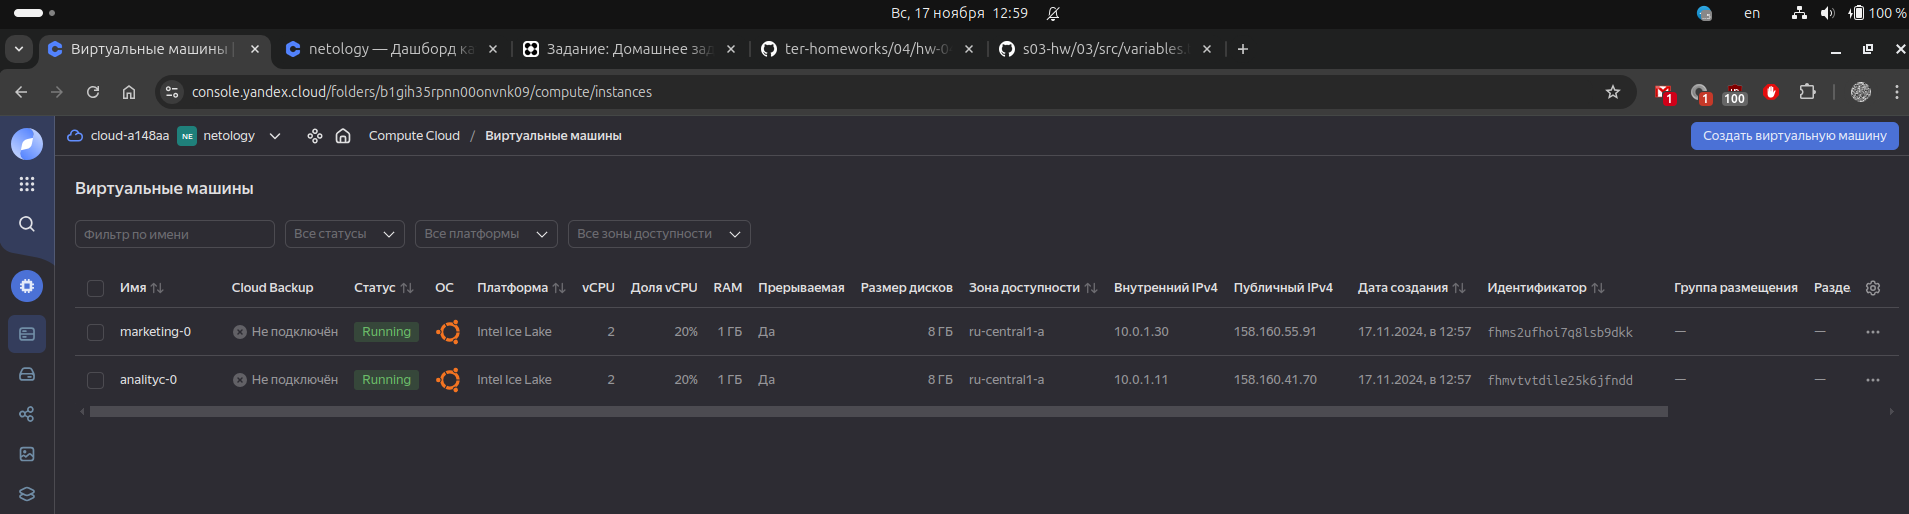 Вс, 17 ноября 12:59
en
100 %
Виртуальные машины |
netology — Дашборд ка
Задание: Домашнее зад
ter-homeworks/04/hw-0
s03-hw/03/src/variables.
console.yandex.cloud/folders/b1gih35rpnn00onvnk09/compute/instances
1
1
100
cloud-a148aa NE netology Compute Cloud / Виртуальные машины
Создать виртуальную машину
Виртуальные машины
Фильтр по имени Все статусы Все платформы Все зоны доступности
Имя Cloud Backup Статус ОС Платформа vCPU Доля vCPU RAM Прерываемая Размер дисков Зона доступности Внутренний IPv4 Публичный IPv4 Дата создания Идентификатор Группа размещения Разде
marketing-0 Не подключён Running Intel Ice Lake 2 20% 1 ГБ Да 8 ГБ ru-central1-a 10.0.1.30 158.160.55.91 17.11.2024, в 12:57 fhms2ufhoi7q8lsb9dkk — —
analityc-0 Не подключён Running Intel Ice Lake 2 20% 1 ГБ Да 8 ГБ ru-central1-a 10.0.1.11 158.160.41.70 17.11.2024, в 12:57 fhmvtvtdile25k6jfndd — —